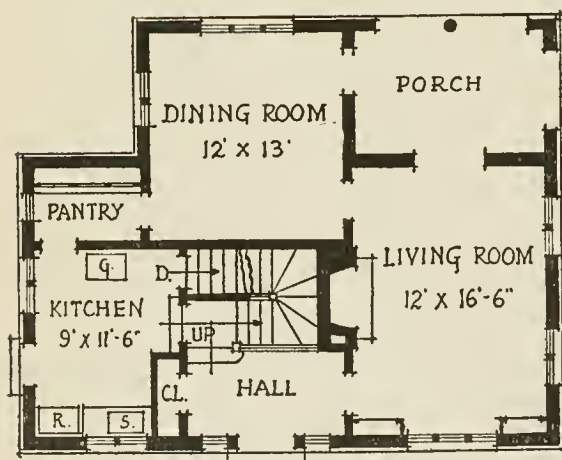 PORCH
DINING ROOM
12' X 13'
PANTRY
G.
D.
LIVING ROOM
12' X 16'-6"
KITCHEN
9' X 11'-6"
UP
CL.
HALL
R.
S.